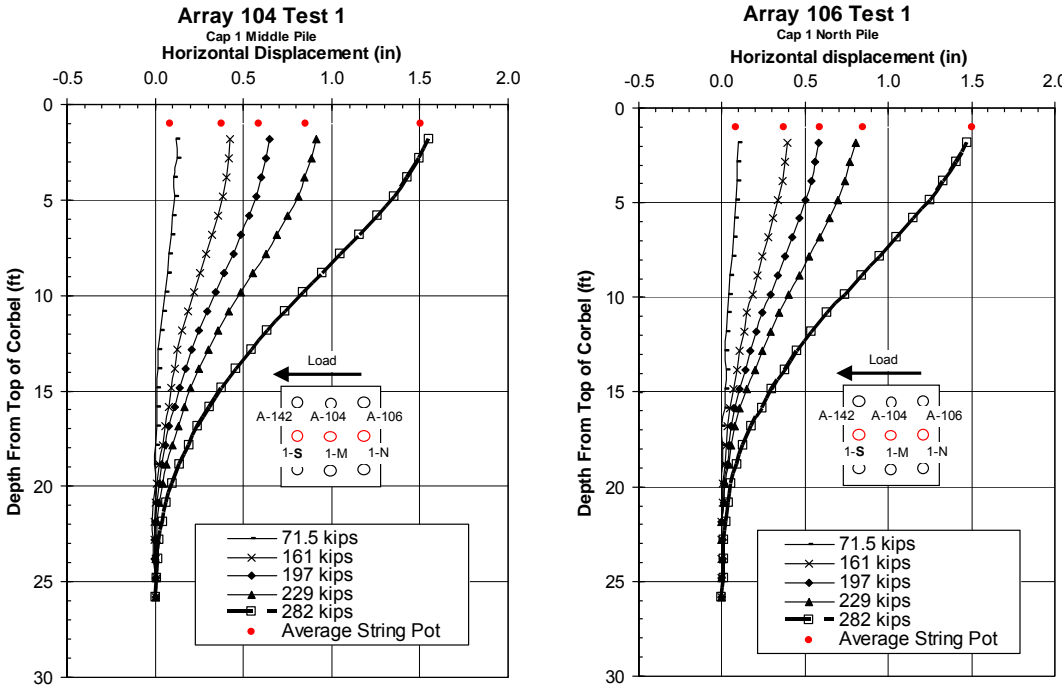 Array 104 Test 1
Cap 1 Middle Pile
Horizontal Displacement (in)
-0.5 0.0 0.5 1.0 1.5 2.0
0
5
10
15
20
25
30
Depth From Top of Corbel (ft)
Load
A-142 A-104 A-106
1-S 1-M 1-N
71.5 kips
161 kips
197 kips
229 kips
282 kips
Average String Pot
Array 106 Test 1
Cap 1 North Pile
Horizontal displacement (in)
-0.5 0.0 0.5 1.0 1.5 2.0
0
5
10
15
20
25
30
Depth From Top of Corbel (ft)
Load
A-142 A-104 A-106
1-S 1-M 1-N
71.5 kips
161 kips
197 kips
229 kips
282 kips
Average String Pot